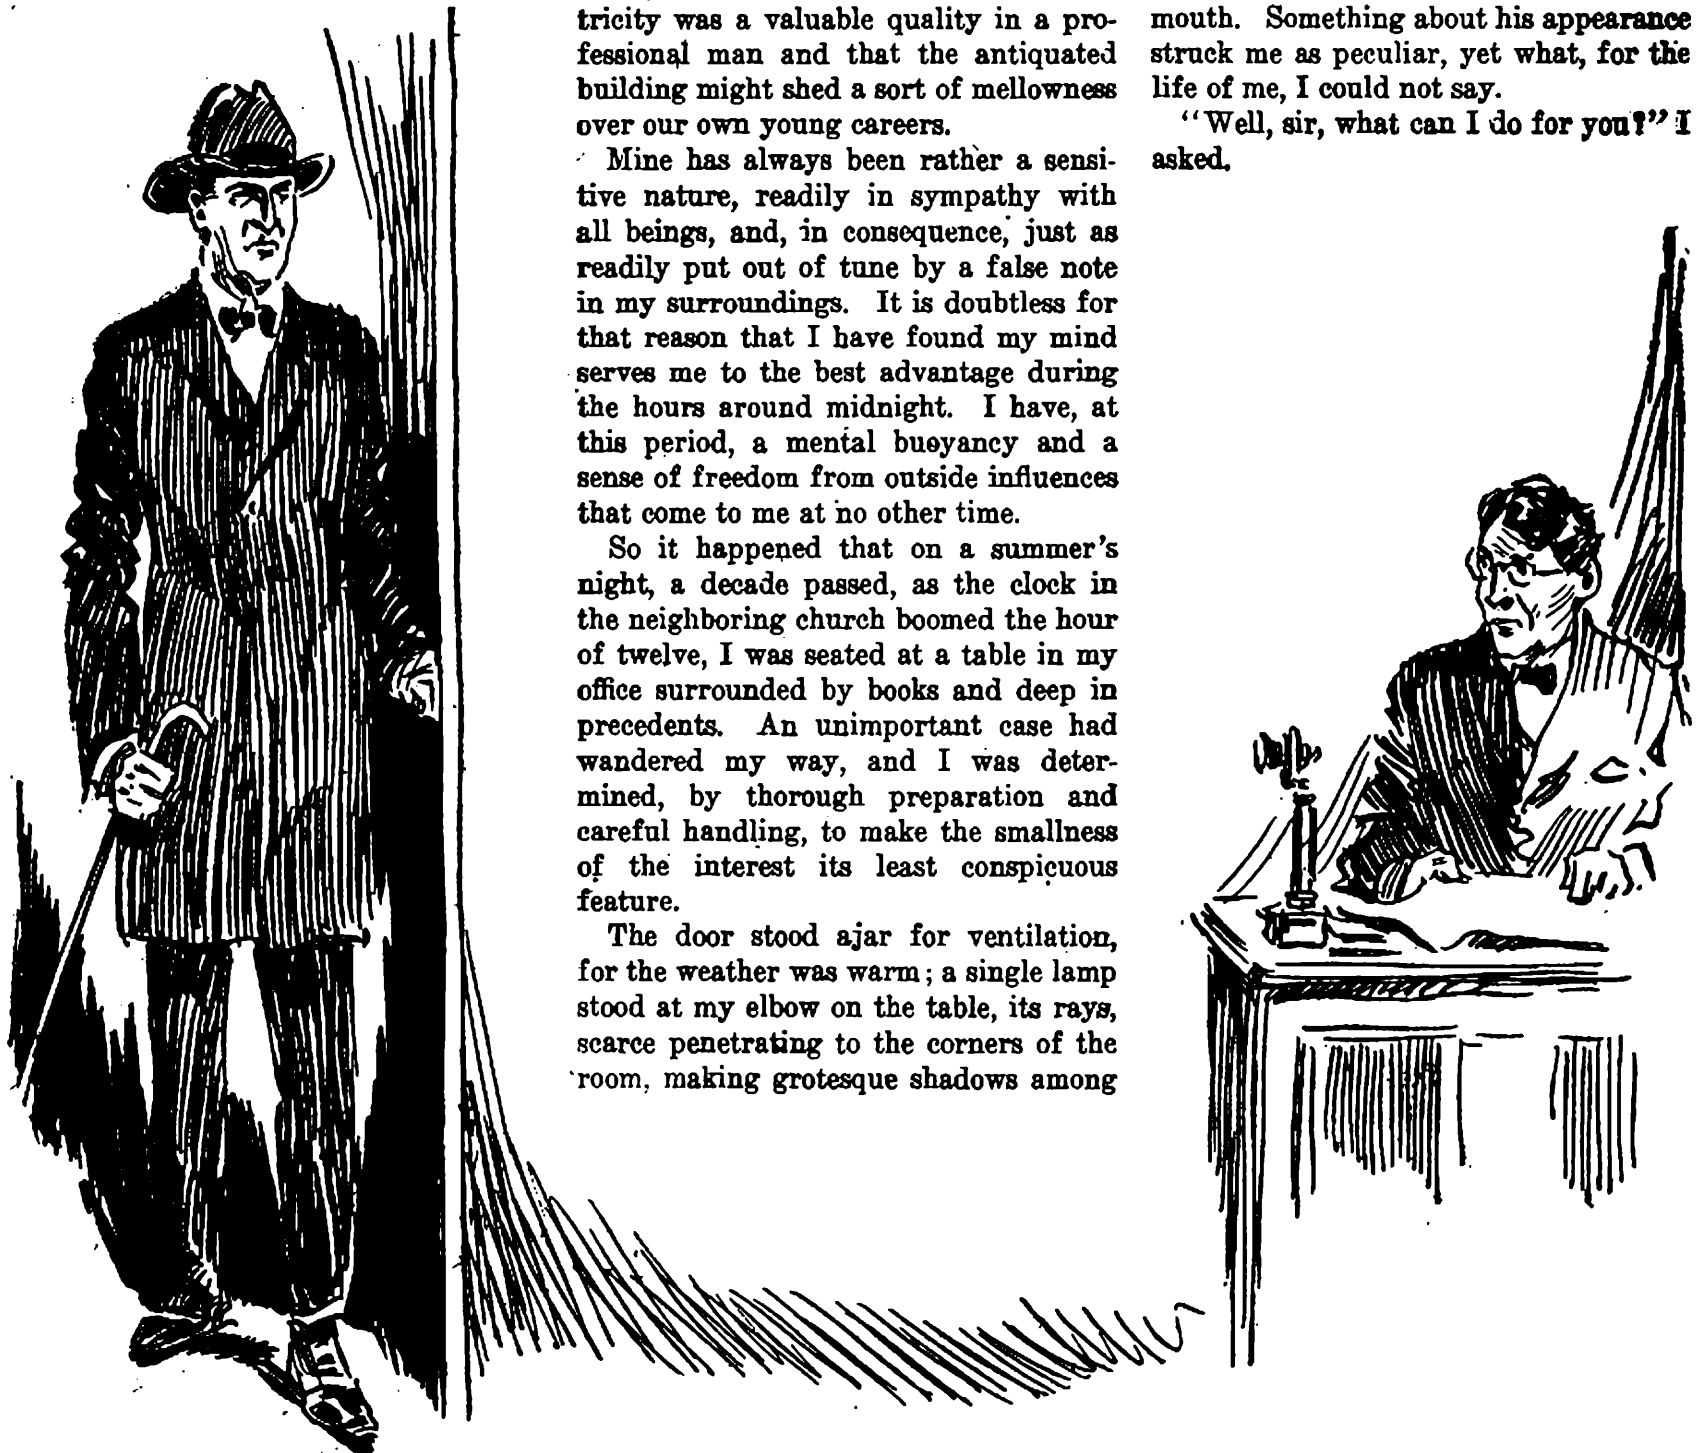 tricity was a valuable quality in a pro-
fessional man and that the antiquated
building might shed a sort of mellowness
over our own young careers.
Mine has always been rather a sensi-
tive nature, readily in sympathy with
all beings, and, in consequence, just as
readily put out of tune by a false note
in my surroundings. It is doubtless for
that reason that I have found my mind
serves me to the best advantage during
the hours around midnight. I have, at
this period, a mental buoyancy and a
sense of freedom from outside influences
that come to me at no other time.
So it happened that on a summer's
night, a decade passed, as the clock in
the neighboring church boomed the hour
of twelve, I was seated at a table in my
office surrounded by books and deep in
precedents. An unimportant case had
wandered my way, and I was deter-
mined, by thorough preparation and
careful handling, to make the smallness
of the interest its least conspicuous
feature.
The door stood ajar for ventilation,
for the weather was warm; a single lamp
stood at my elbow on the table, its rays,
scarce penetrating to the corners of the
room, making grotesque shadows among
mouth. Something about his appearance
struck me as peculiar, yet what, for the
life of me, I could not say.
"Well, sir, what can I do for you?" I
asked.